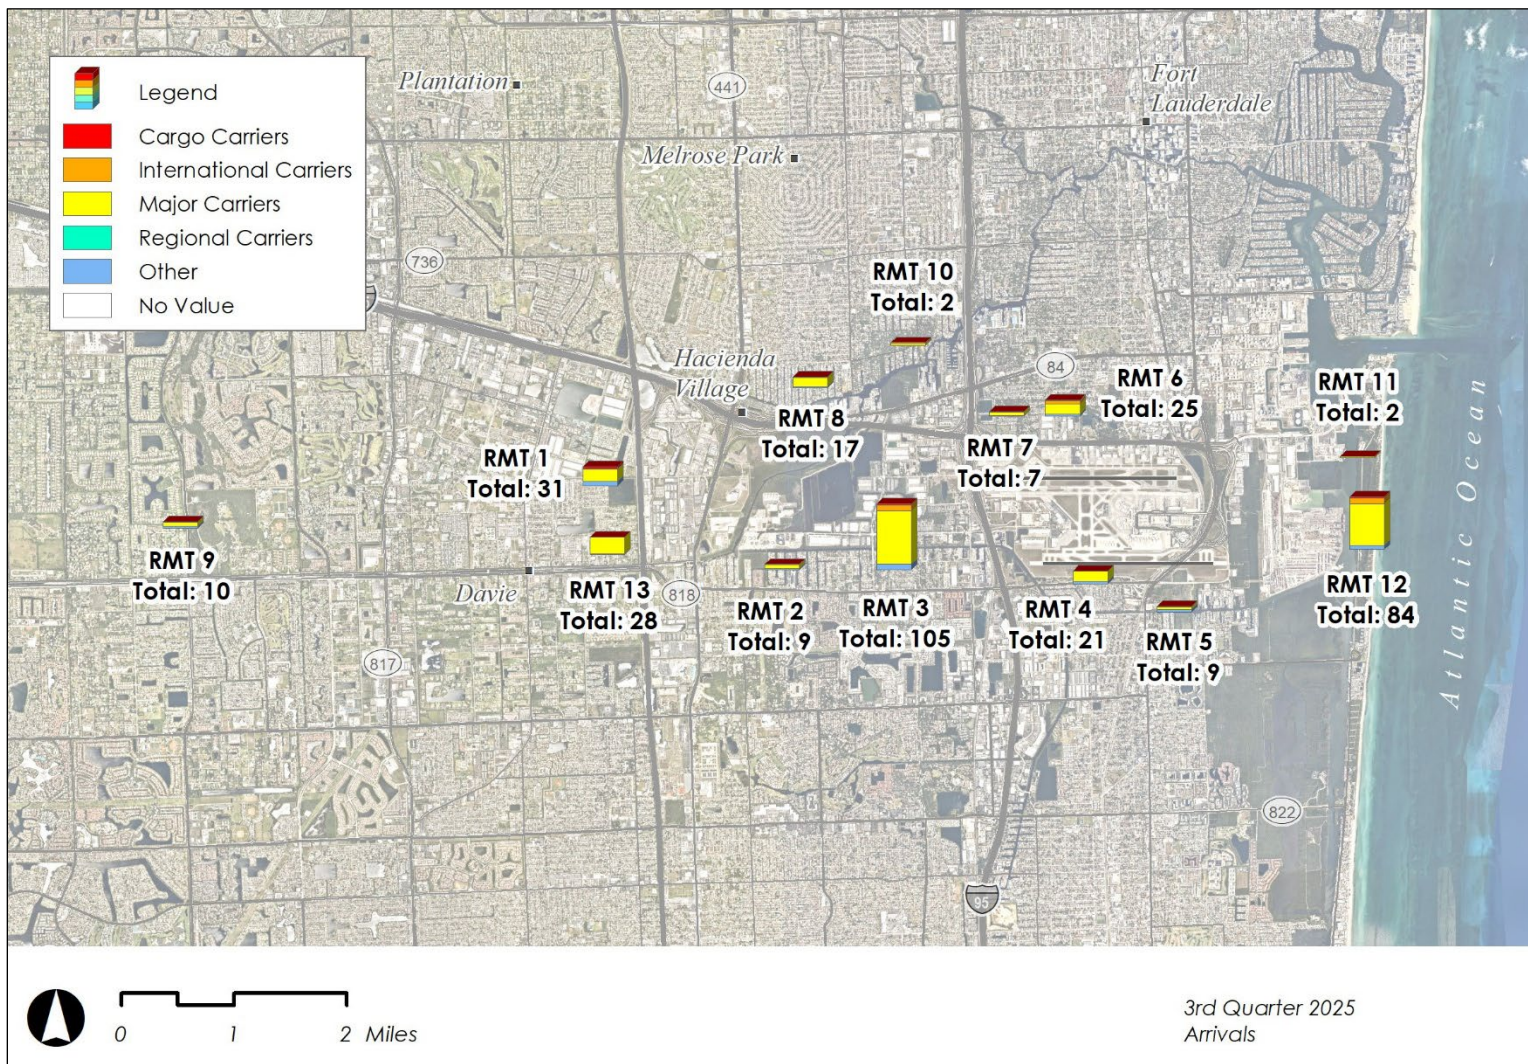 Legend
Cargo Carriers
International Carriers
Major Carriers
Regional Carriers
Other
No Value
Plantation
441
Fort
Lauderdale
Melrose Park
736
RMT 10
Total: 2
Hacienda
Village
84
RMT 6
Total: 25
RMT 11
Total: 2
RMT 8
Total: 17
RMT 7
Total: 7
RMT 1
Total: 31
RMT 9
Total: 10
Davie
RMT 13
Total: 28
818
RMT 2
Total: 9
RMT 3
Total: 105
RMT 4
Total: 21
RMT 5
Total: 9
RMT 12
Total: 84
Atlantic Ocean
817
822
95
0 1 2 Miles
3rd Quarter 2025
Arrivals